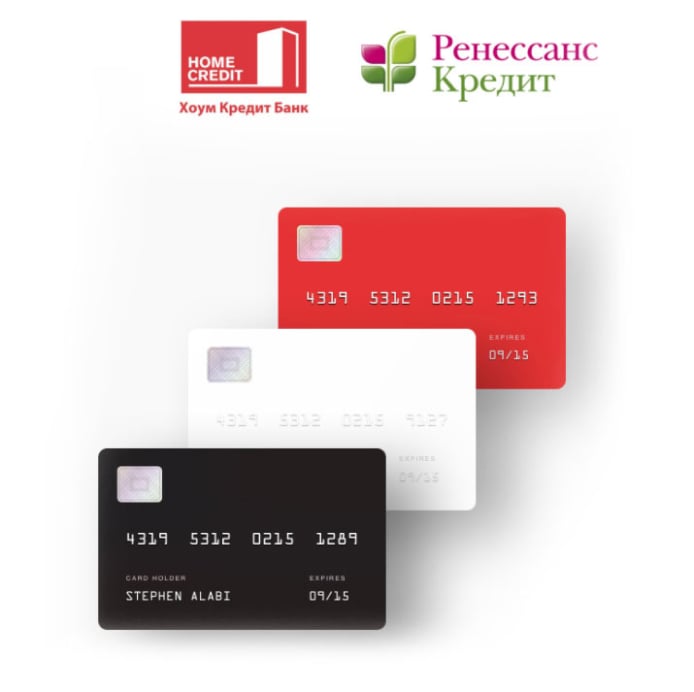 HOME
CREDIT
Хоум Кредит Банк
Ренессанс
Кредит
4319 5312 0215 1293
EXPIRES
09/15
4319 5312 0215 9127
EXPIRES
09/15
4319 5312 0215 1289
CARD HOLDER EXPIRES
STEPHEN ALABI 09/15